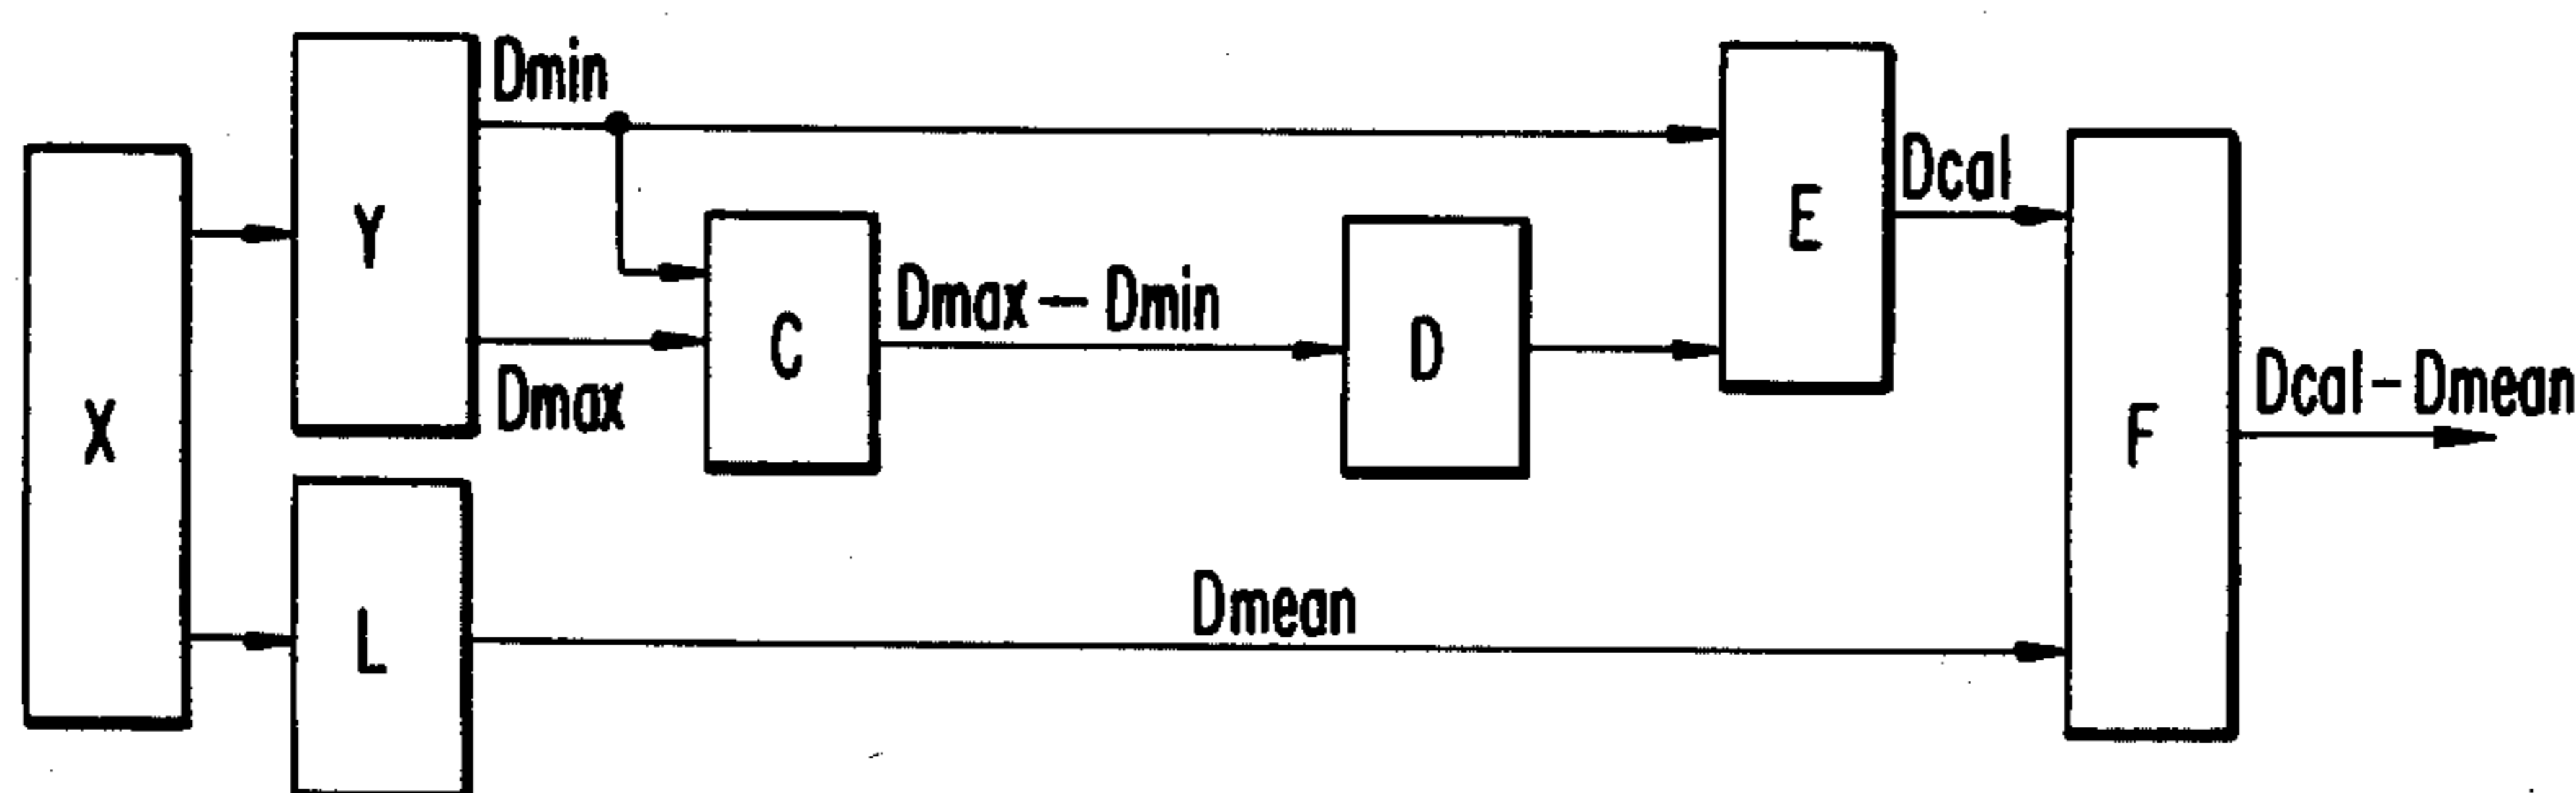 Dmin
Y
Dmax
X
L
C
Dmax — Dmin
D
E
Dcal
Dmean
F
Dcal - Dmean